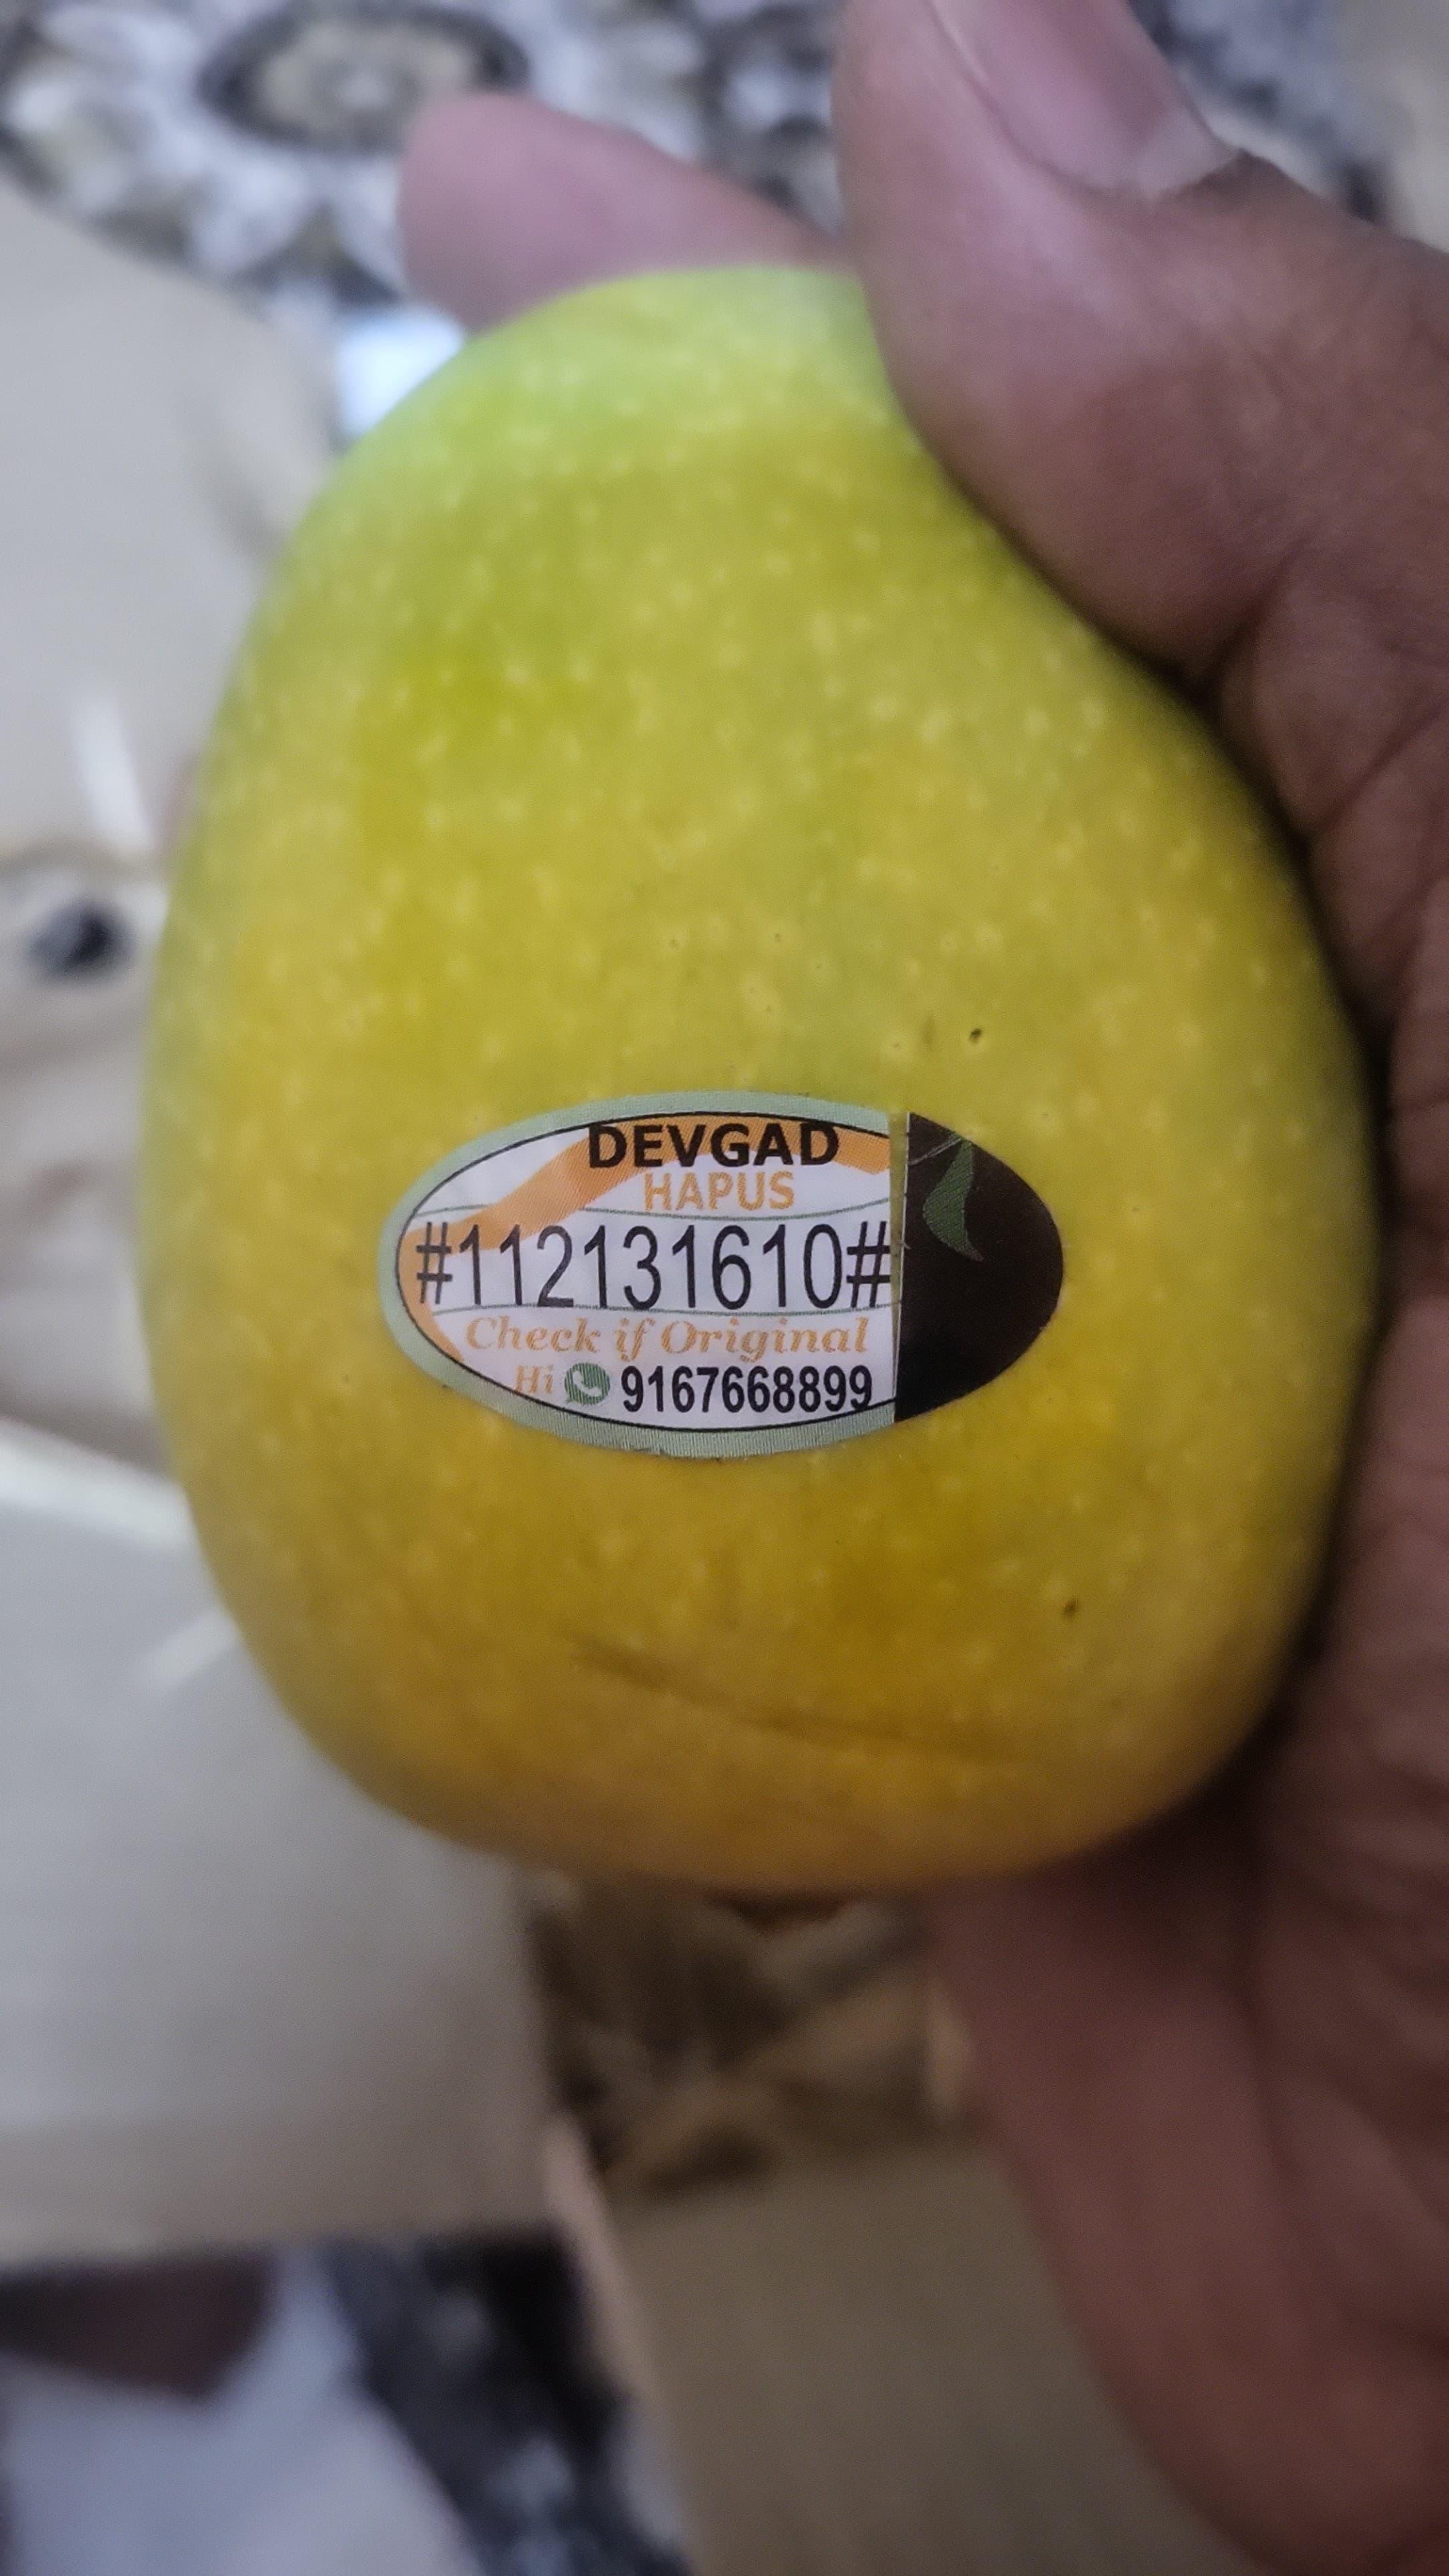 DEVGAD
HAPUS
#112131610#
Check if Original
Hi 9167668899